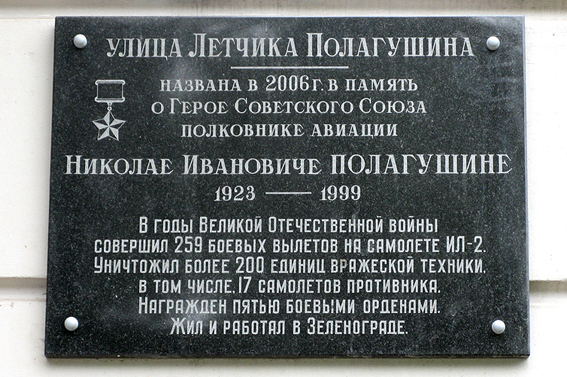 улица Летчика Полагушина
названа в 2006 г. в память
о Герое Советского Союза
полковнике авиации
Николае Ивановиче ПОЛАГУШИНЕ
1923 — 1999
В годы Великой Отечественной войны
совершил 259 боевых вылетов на самолете ИЛ-2.
Уничтожил более 200 единиц вражеской техники,
в том числе, 17 самолетов противника.
Награжден пятью боевыми орденами.
Жил и работал в Зеленограде.